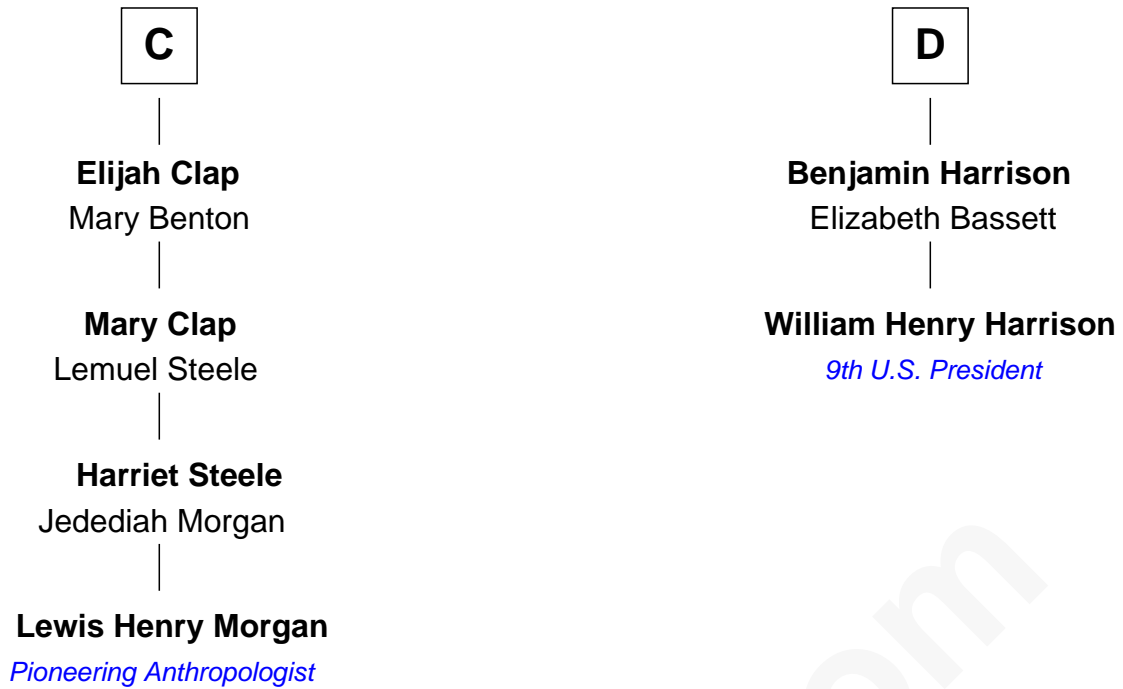 C
Elijah Clap
Mary Benton
Mary Clap
Lemuel Steele
Harriet Steele
Jedediah Morgan
Lewis Henry Morgan
Pioneering Anthropologist
D
Benjamin Harrison
Elizabeth Bassett
William Henry Harrison
9th U.S. President